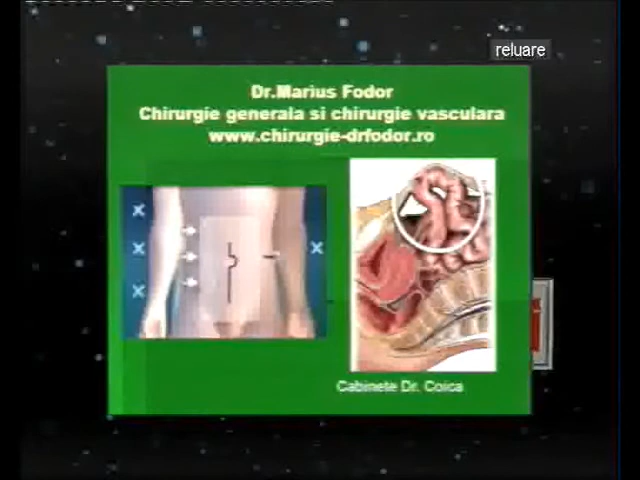 reluare
Dr.Marius Fodor
Chirurgie generala si chirurgie vasculara
www.chirurgie-drfodor.ro
Cabinete Dr. Coica